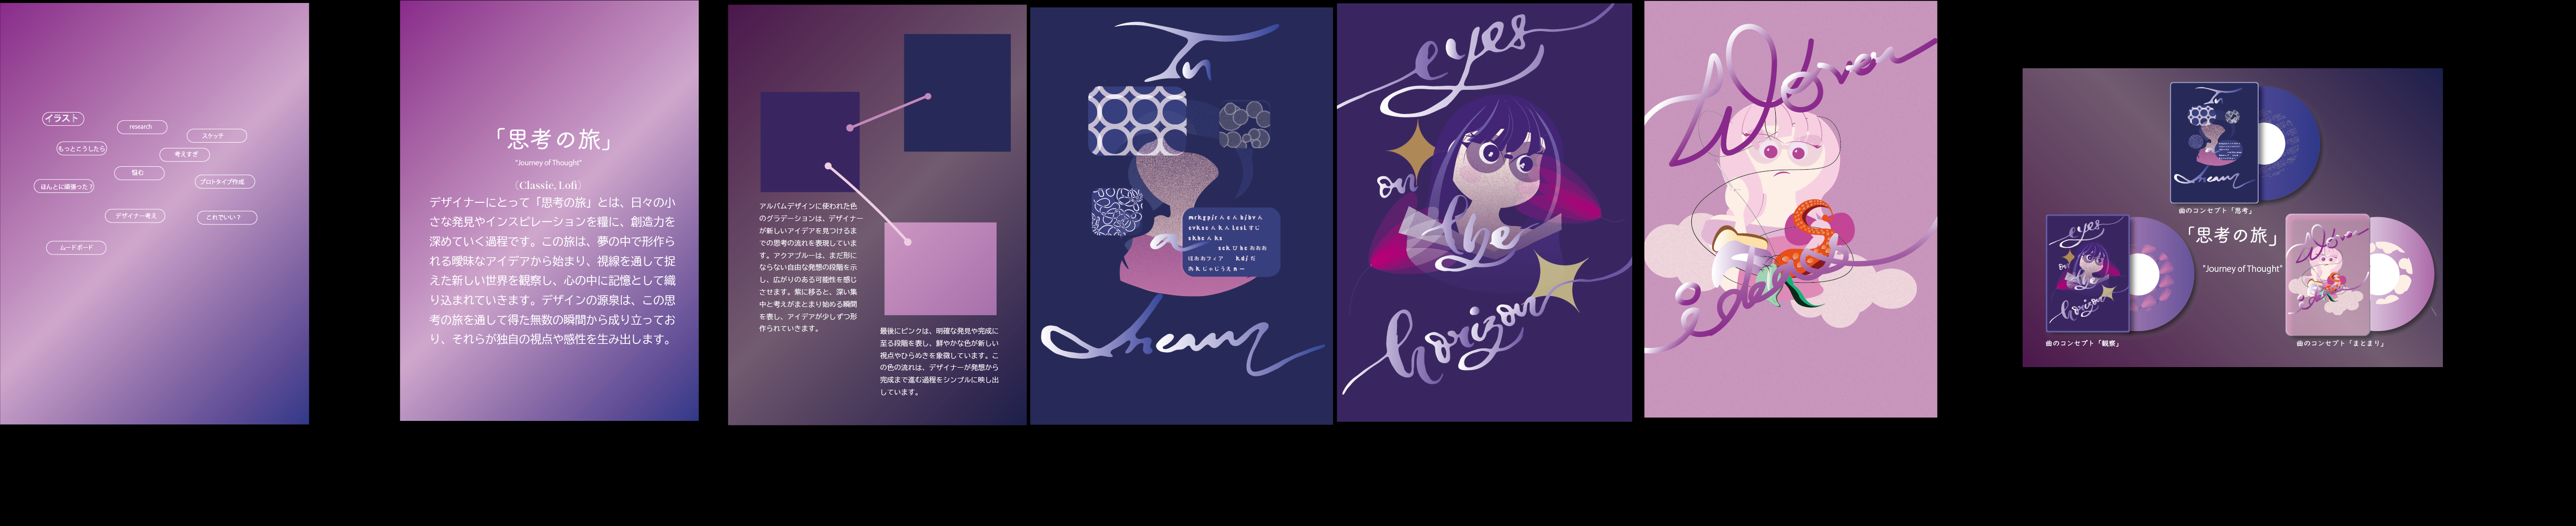 イラスト
research
スケッチ
もっとこうしたら
考えすぎ
悩む
ほんとに頑張った？
プロトタイプ作成
デザイナー考え
これでいい？
ムードボード
「思考の旅」
"Journey of Thought"
（Classic, Lofi）
デザイナーにとって「思考の旅」とは、日々の小
さな発見やインスピレーションを糧に、創造力を
深めていく過程です。この旅は、夢の中で形作ら
れる曖昧なアイデアから始まり、視線を通して捉
えた新しい世界を観察し、心の中に記憶として織
り込まれていきます。デザインの源泉は、この思
考の旅を通して得た無数の瞬間から成り立ってお
り、それらが独自の視点や感性を生み出します。
アルバムデザインに使われた色
のグラデーションは、デザイナー
が新しいアイデアを見つけるま
での思考の流れを表現していま
す。アクアブルーは、まだ形に
ならない自由な発想の段階を示
し、広がりのある可能性を感じ
させます。紫に移ると、深い集
中と考えがまとまり始める瞬間
を表し、アイデアが少しずつ形
作られていきます。
最後にピンクは、明確な発見や完成に
至る段階を表し、鮮やかな色が新しい
視点やひらめきを象徴しています。こ
の色の流れは、デザイナーが発想から
完成まで進む過程をシンプルに映し出
しています。
In
a
dream
eyes
on
the
horizon
Woven
ideas
In
a
dream
曲のコンセプト「思考」
eyes
on
the
horizon
曲のコンセプト「観察」
「思考の旅」
"Journey of Thought"
Woven
ideas
曲のコンセプト「まとまり」